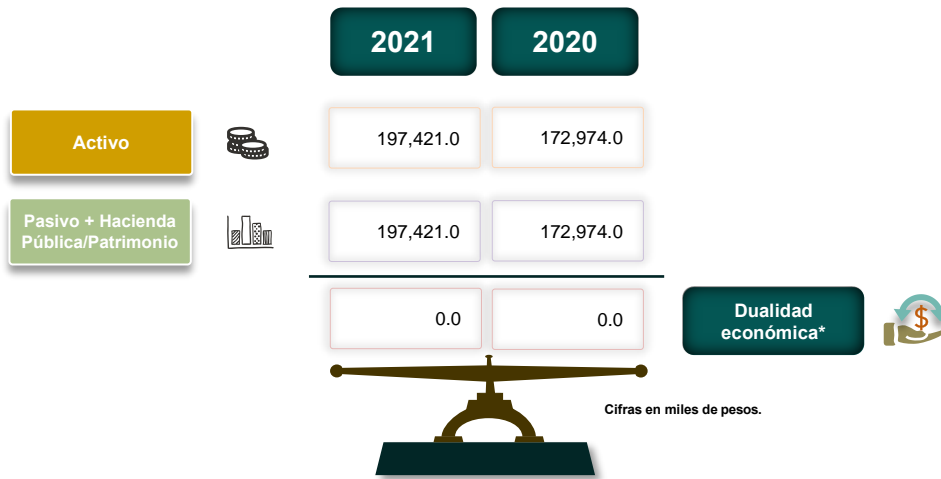 2021 2020
Activo 197,421.0 172,974.0
Pasivo + Hacienda
Pública/Patrimonio 197,421.0 172,974.0
0.0 0.0
Dualidad
económica*
$
Cifras en miles de pesos.